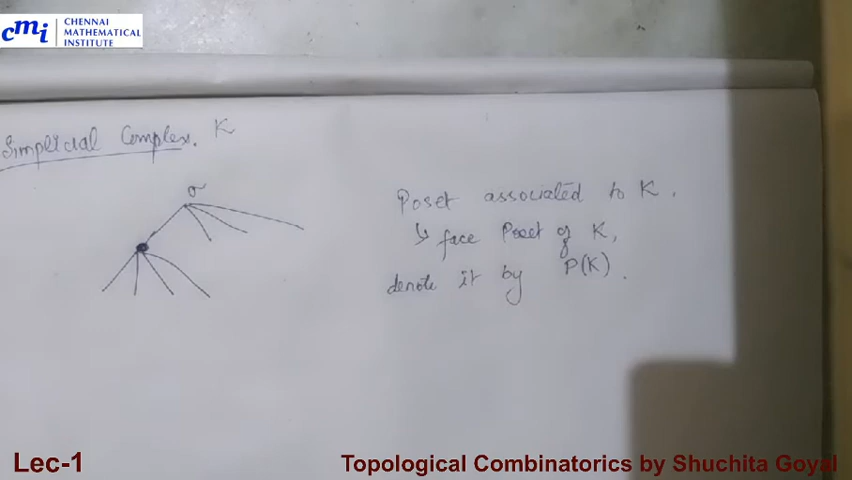 cmi
CHENNAI
MATHEMATICAL
INSTITUTE
Simplicial Complex. K
σ
Poset associated to K.
↳ face Poset of K,
denote it by P(K).
Lec-1
Topological Combinatorics by Shuchita Goyal